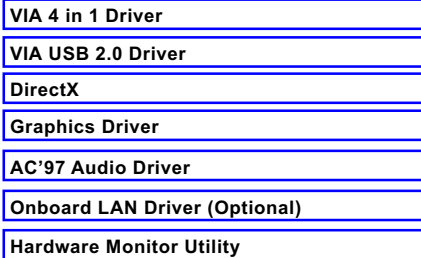 VIA 4 in 1 Driver
VIA USB 2.0 Driver
DirectX
Graphics Driver
AC'97 Audio Driver
Onboard LAN Driver (Optional)
Hardware Monitor Utility